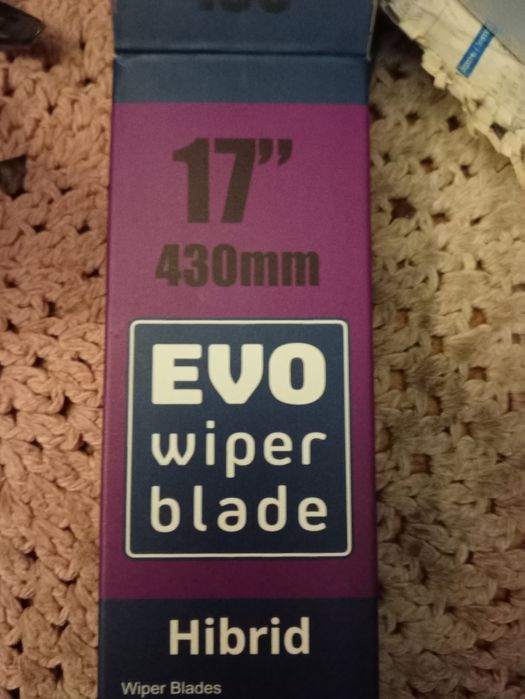 17”
430mm
EVO
wiper
blade
Hibrid
Wiper Blades